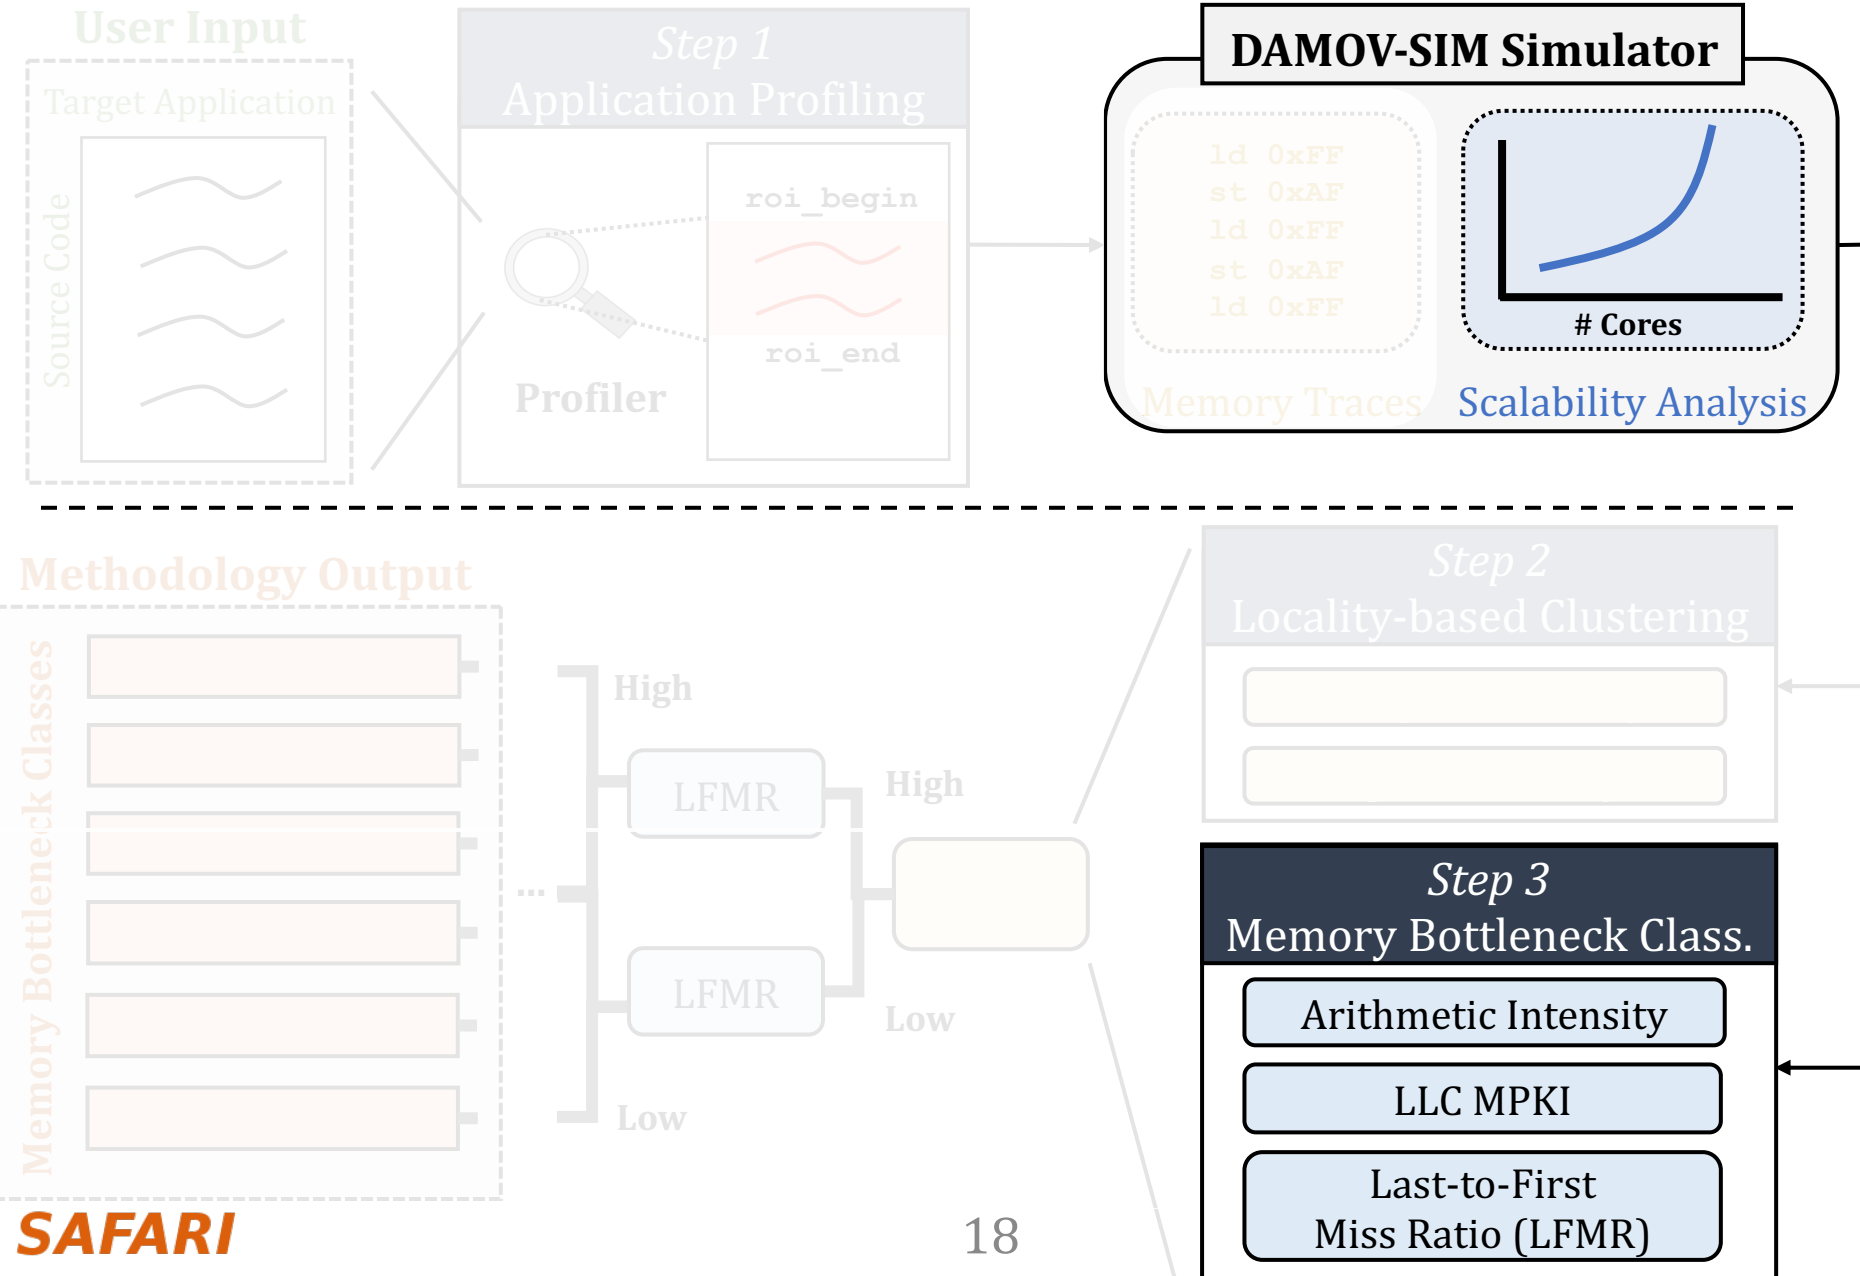 User Input
Target Application
Source Code
Step 1
Application Profiling
roi_begin
roi_end
Profiler
DAMOV-SIM Simulator
ld 0xFF
st 0xAF
ld 0xFF
st 0xAF
ld 0xFF
Memory Traces
# Cores
Scalability Analysis
Methodology Output
Memory Bottleneck Classes
...
High
LFMR
High
LFMR
Low
Low
Step 2
Locality-based Clustering
Step 3
Memory Bottleneck Class.
Arithmetic Intensity
LLC MPKI
Last-to-First
Miss Ratio (LFMR)
SAFARI
18